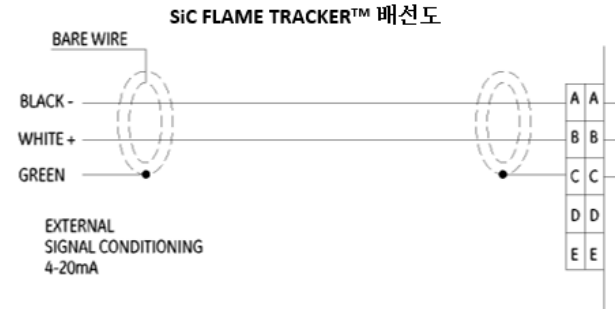 SiC FLAME TRACKER™ 배선도
BARE WIRE
BLACK -
WHITE +
GREEN
A A
B B
C C
D D
E E
EXTERNAL
SIGNAL CONDITIONING
4-20mA